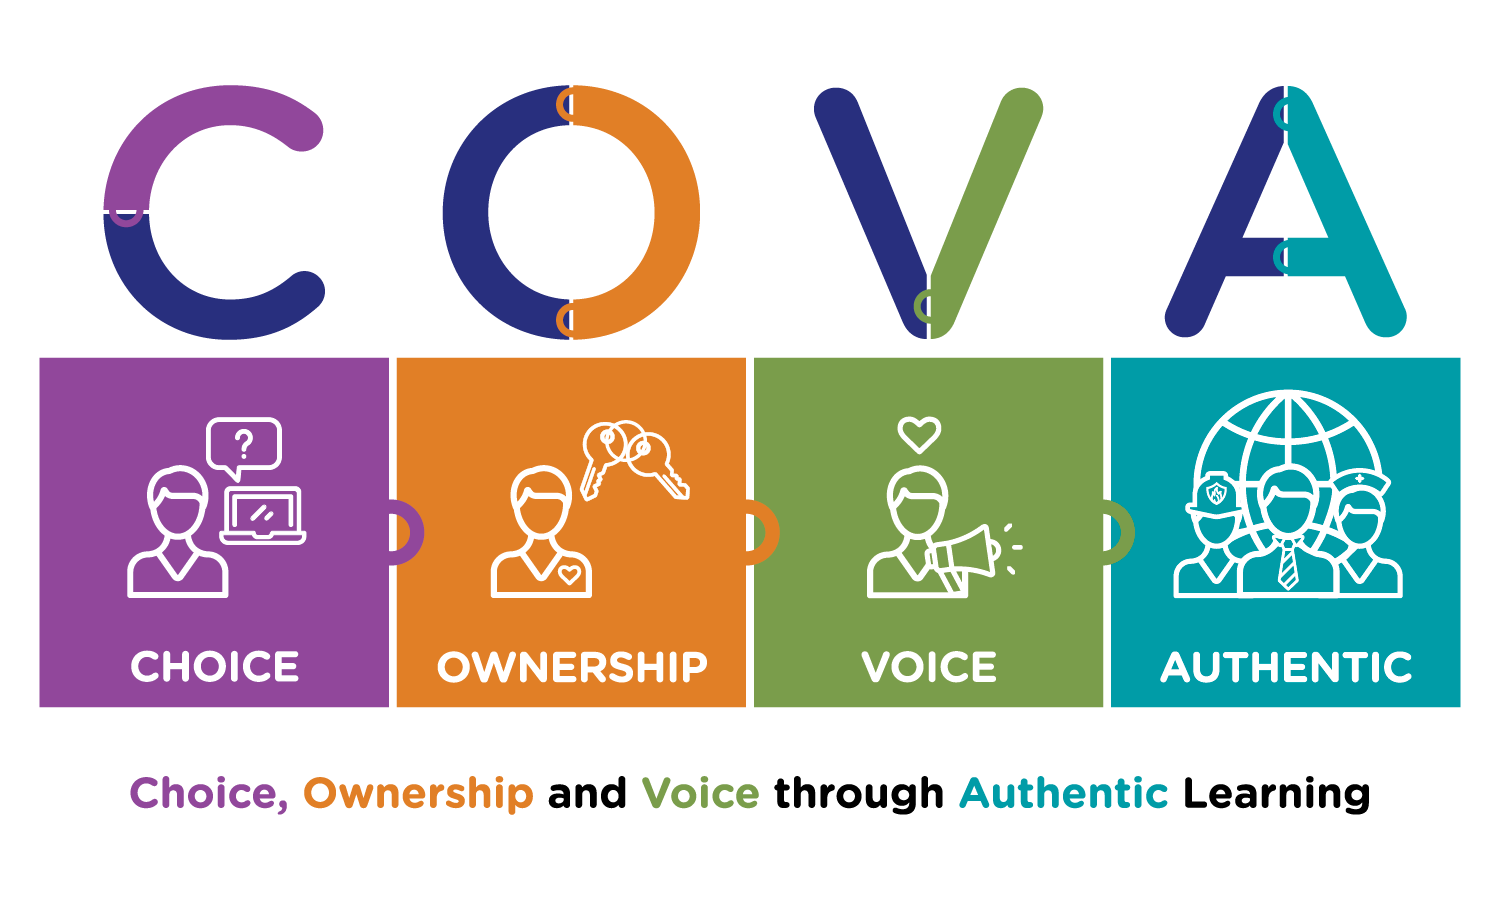 COVA
?
CHOICE
OWNERSHIP
VOICE
AUTHENTIC
Choice, Ownership and Voice through Authentic Learning